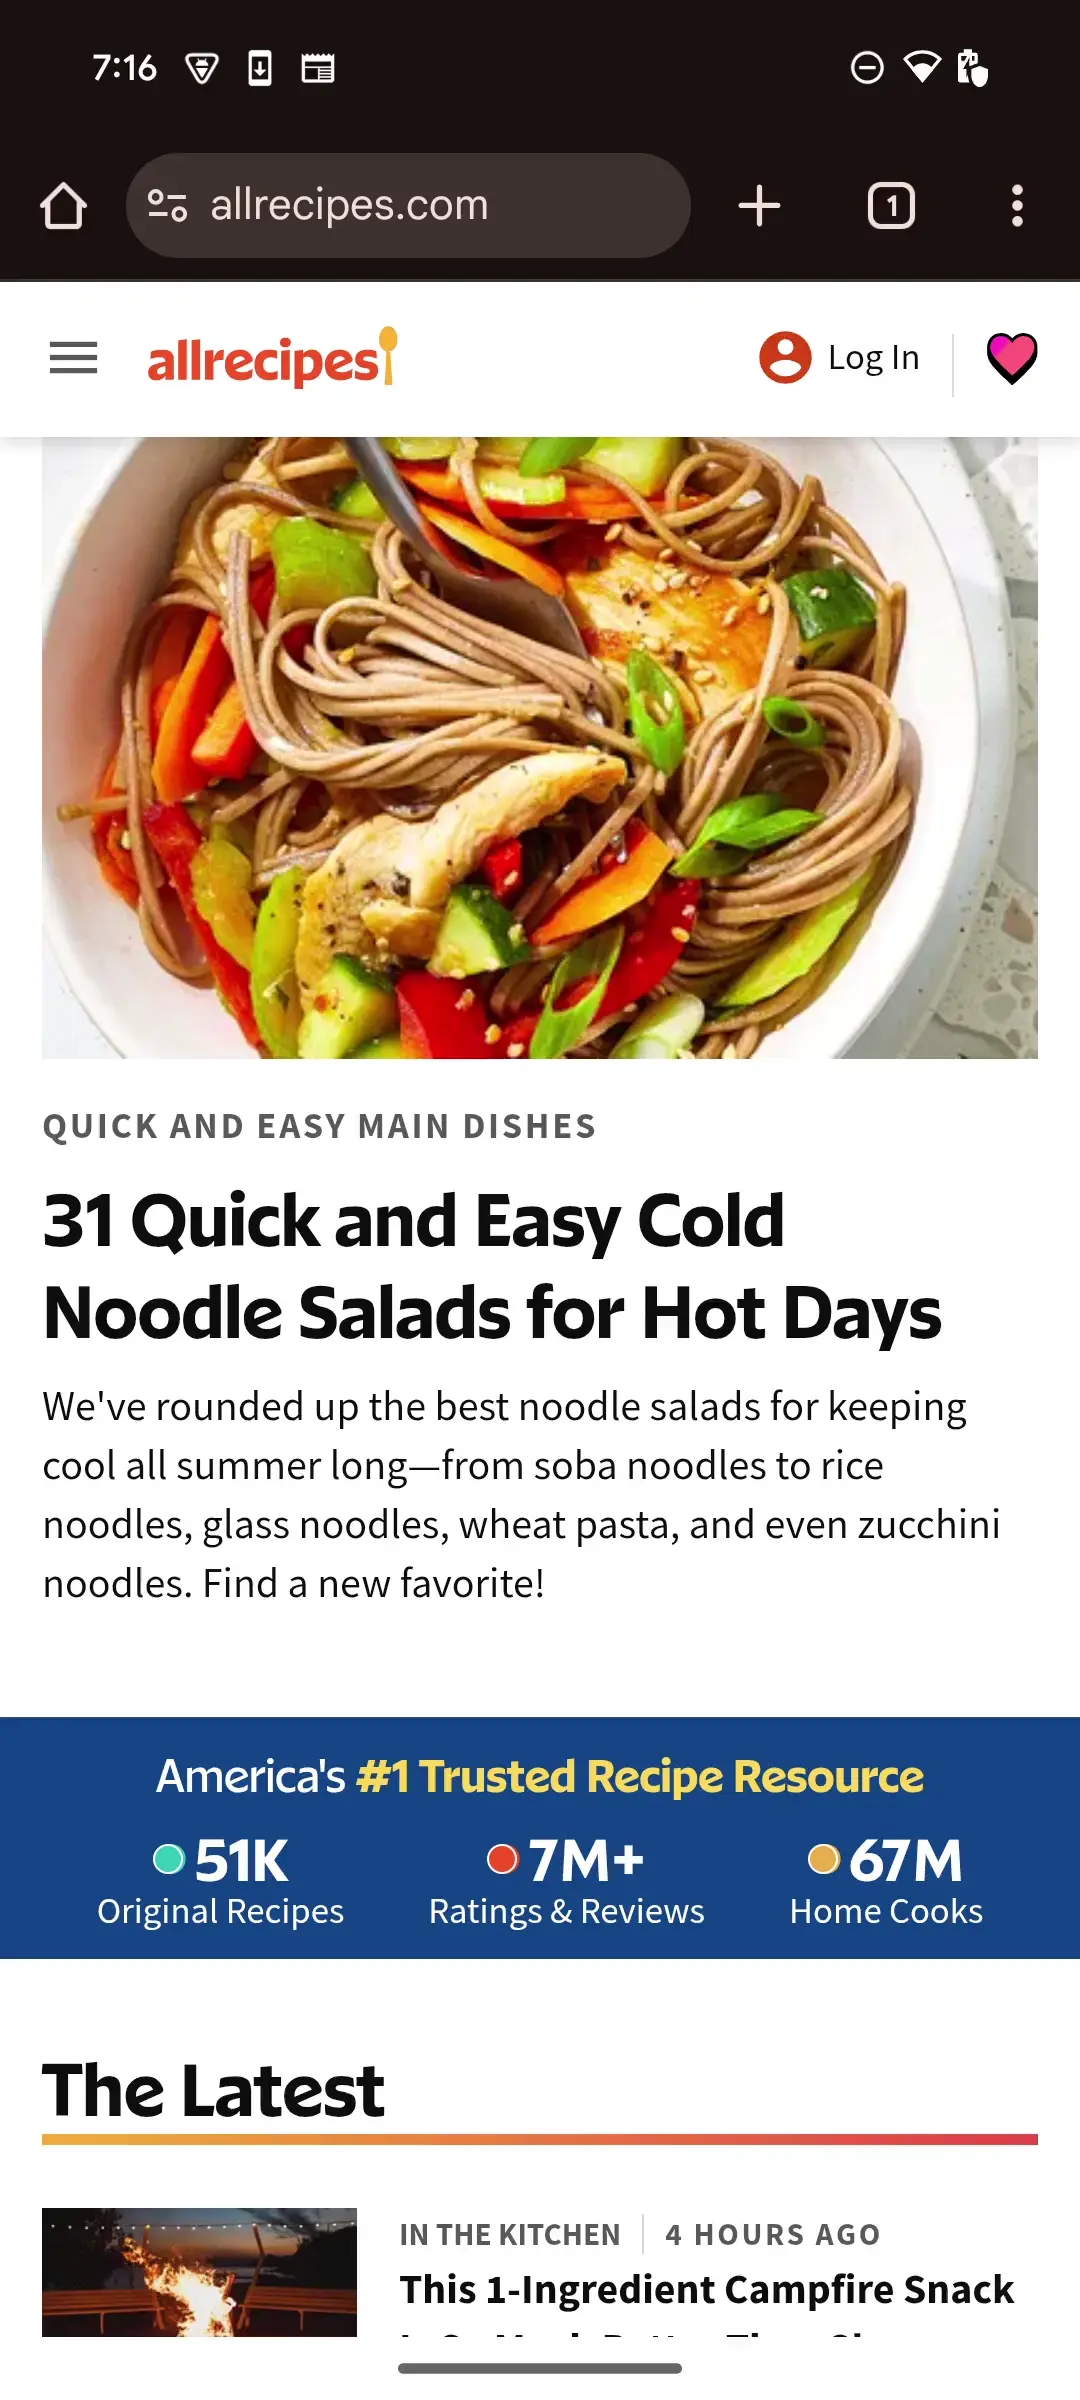 7:16
allrecipes.com
1
allrecipes
Log In
QUICK AND EASY MAIN DISHES
31 Quick and Easy Cold
Noodle Salads for Hot Days
We've rounded up the best noodle salads for keeping
cool all summer long—from soba noodles to rice
noodles, glass noodles, wheat pasta, and even zucchini
noodles. Find a new favorite!
America's #1 Trusted Recipe Resource
51K 7M+ 67M
Original Recipes Ratings & Reviews Home Cooks
The Latest
IN THE KITCHEN 4 HOURS AGO
This 1-Ingredient Campfire Snack